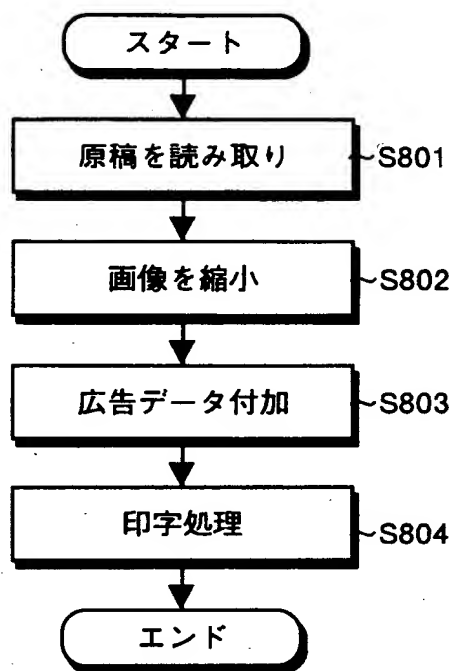 スタート
原稿を読み取り ~S801
画像を縮小 ~S802
広告データ付加 ~S803
印字処理 ~S804
エンド